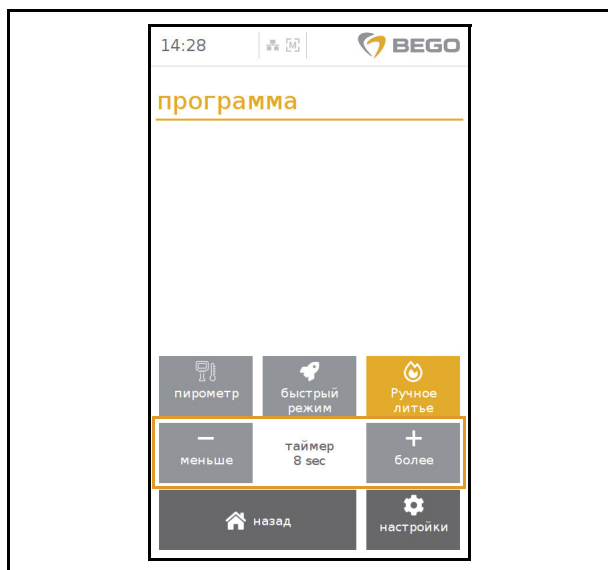 14:28 [M] BEGO
программа
пирометр
быстрый
режим
Ручное
литье
меньше
таймер
8 sec
более
назад
настройки